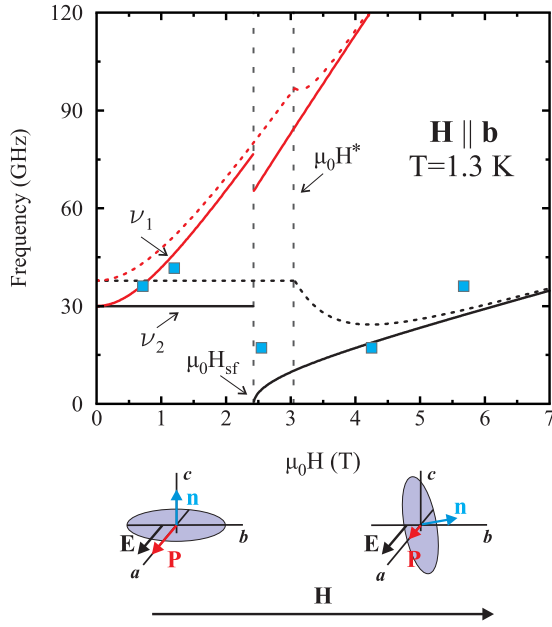 120
90
60
30
0
Frequency (GHz)
H || b
T=1.3 K
μ₀H*
ν₁
ν₂
μ₀Hsf
0 1 2 3 4 5 6 7
μ₀H (T)
c
n
E
P
a
b
c
n
E
P
a
b
H